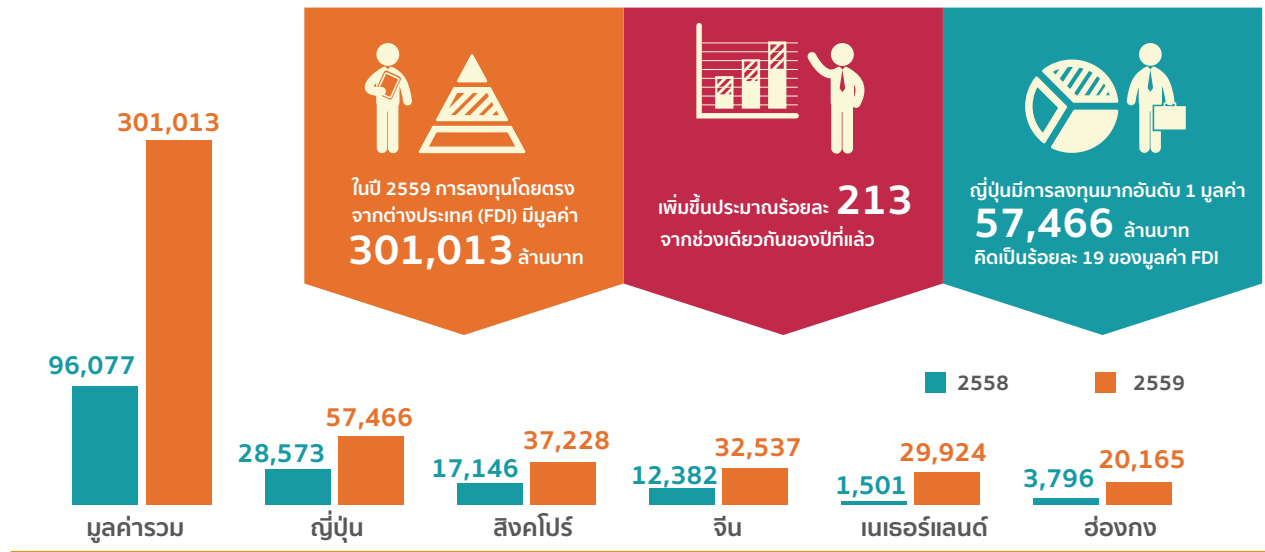 ในปี 2559 การลงทุนโดยตรง
จากต่างประเทศ (FDI) มีมูลค่า
301,013 ล้านบาท
เพิ่มขึ้นประมาณร้อยละ 213
จากช่วงเดียวกันของปีที่แล้ว
ญี่ปุ่นมีการลงทุนมากอันดับ 1 มูลค่า
57,466 ล้านบาท
คิดเป็นร้อยละ 19 ของมูลค่า FDI
2558 2559
96,077 301,013
28,573 57,466
17,146 37,228
12,382 32,537
1,501 29,924
3,796 20,165
มูลค่ารวม ญี่ปุ่น สิงคโปร์ จีน เนเธอร์แลนด์ ฮ่องกง